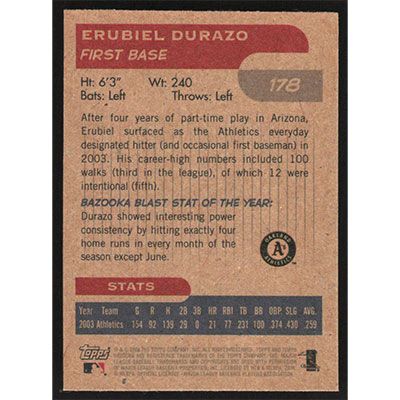 ERUBIEL DURAZO
FIRST BASE
Ht: 6'3" Wt: 240
Bats: Left Throws: Left
178
After four years of part-time play in Arizona,
Erubiel surfaced as the Athletics everyday
designated hitter (and occasional first baseman) in
2003. His career-high numbers included 100
walks (third in the league), of which 12 were
intentional (fifth).
BAZOOKA BLAST STAT OF THE YEAR:
Durazo showed interesting power
consistency by hitting exactly four
home runs in every month of the
season except June.
OAKLAND
A's
ATHLETICS
STATS
Year Team G R H 2B 3B HR RBI TB BB OBP SLG AVG.
2003 Athletics 154 92 139 29 0 21 77 231 100 .374 .430 .259
Topps